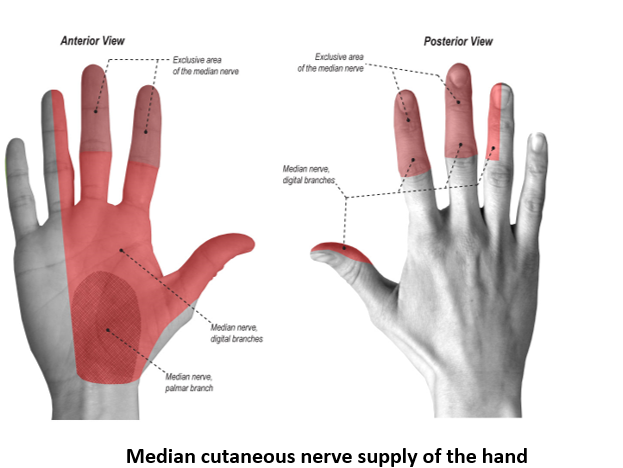 Anterior View
Exclusive area
of the median nerve
Median nerve,
digital branches
Median nerve,
palmar branch
Posterior View
Exclusive area
of the median nerve
Median nerve,
digital branches
Median cutaneous nerve supply of the hand